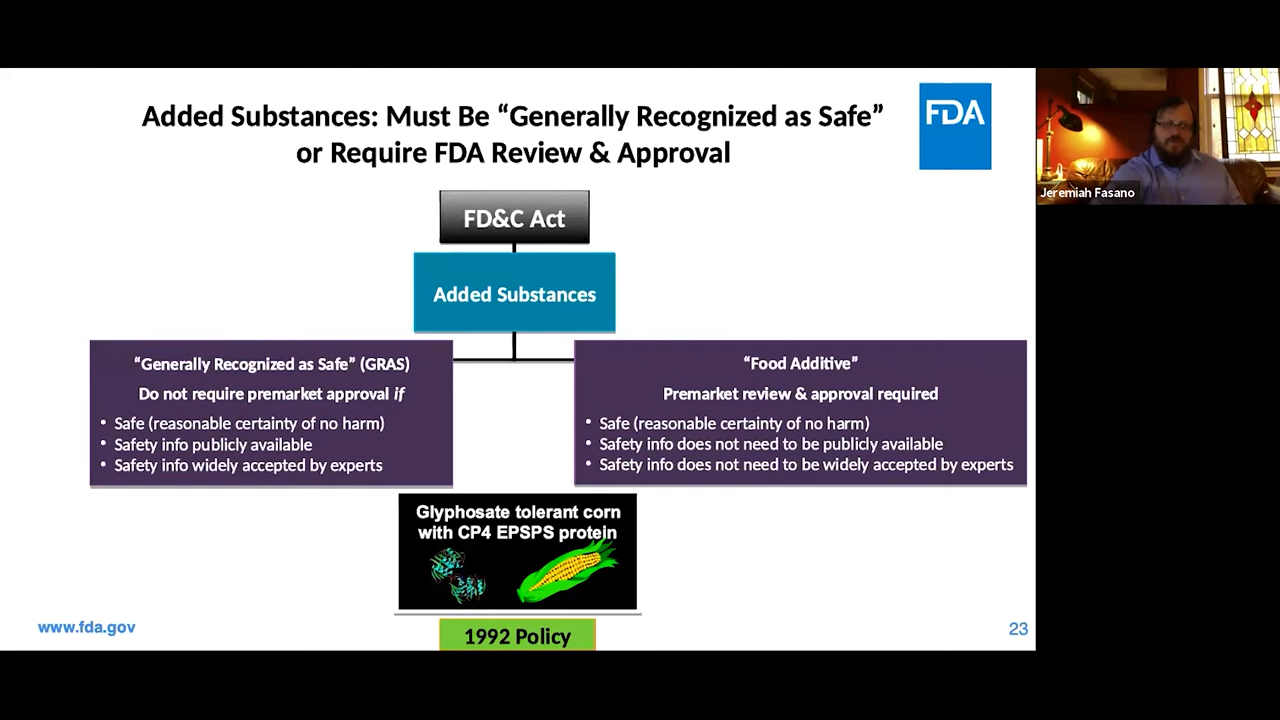 Added Substances: Must Be “Generally Recognized as Safe”
or Require FDA Review & Approval
FDA
Jeremiah Fasano
FD&C Act
Added Substances
“Generally Recognized as Safe” (GRAS)
Do not require premarket approval if
• Safe (reasonable certainty of no harm)
• Safety info publicly available
• Safety info widely accepted by experts
“Food Additive”
Premarket review & approval required
• Safe (reasonable certainty of no harm)
• Safety info does not need to be publicly available
• Safety info does not need to be widely accepted by experts
Glyphosate tolerant corn
with CP4 EPSPS protein
1992 Policy
www.fda.gov
23